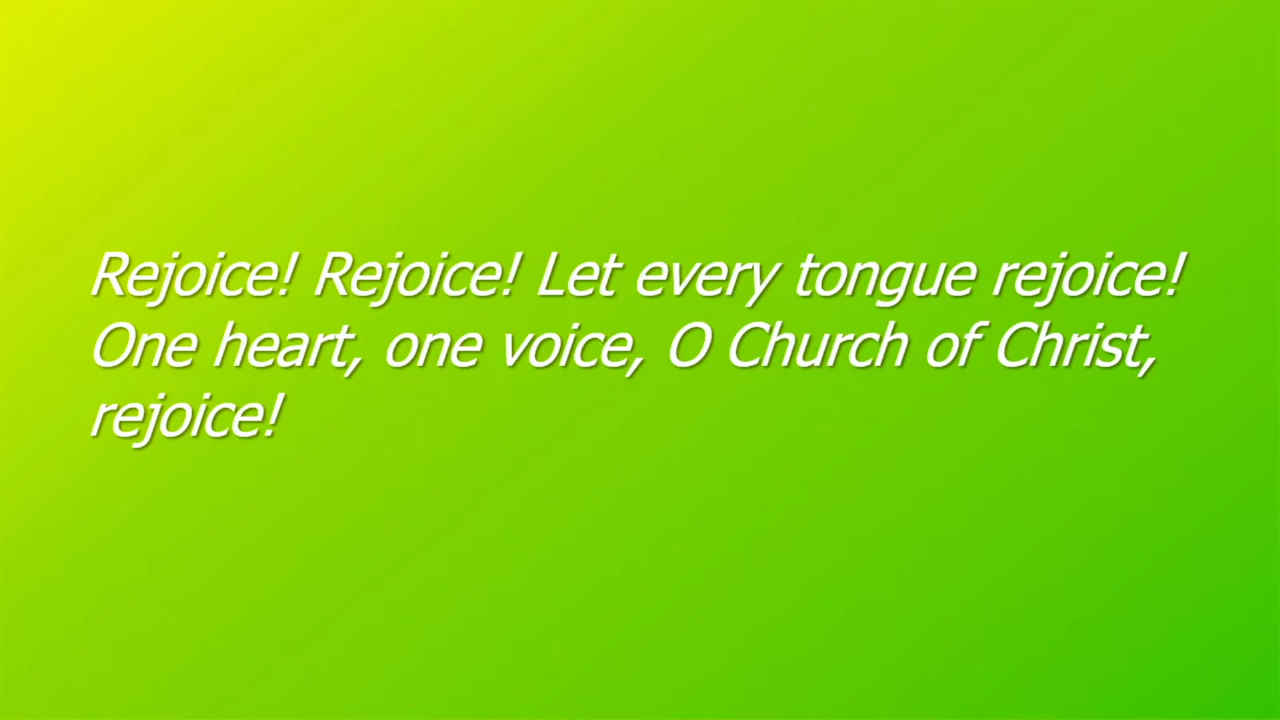 Rejoice! Rejoice! Let every tongue rejoice!
One heart, one voice, O Church of Christ,
rejoice!